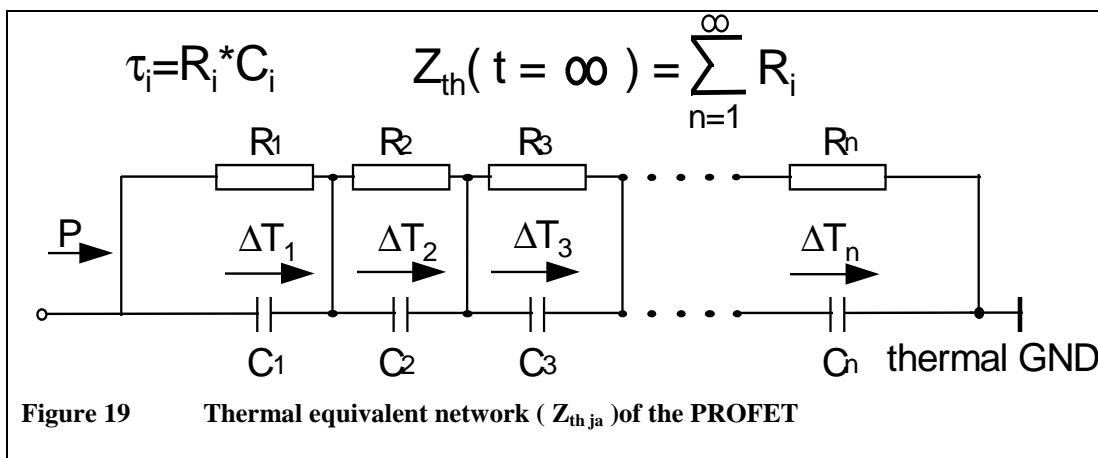 τi=Ri*Ci
Zth( t = ∞ ) = ∑ Ri
∞
n=1
R1 R2 R3 Rn
P ΔT1 ΔT2 ΔT3 ΔTn
C1 C2 C3 Cn thermal GND
Figure 19 Thermal equivalent network ( Zth ja )of the PROFET